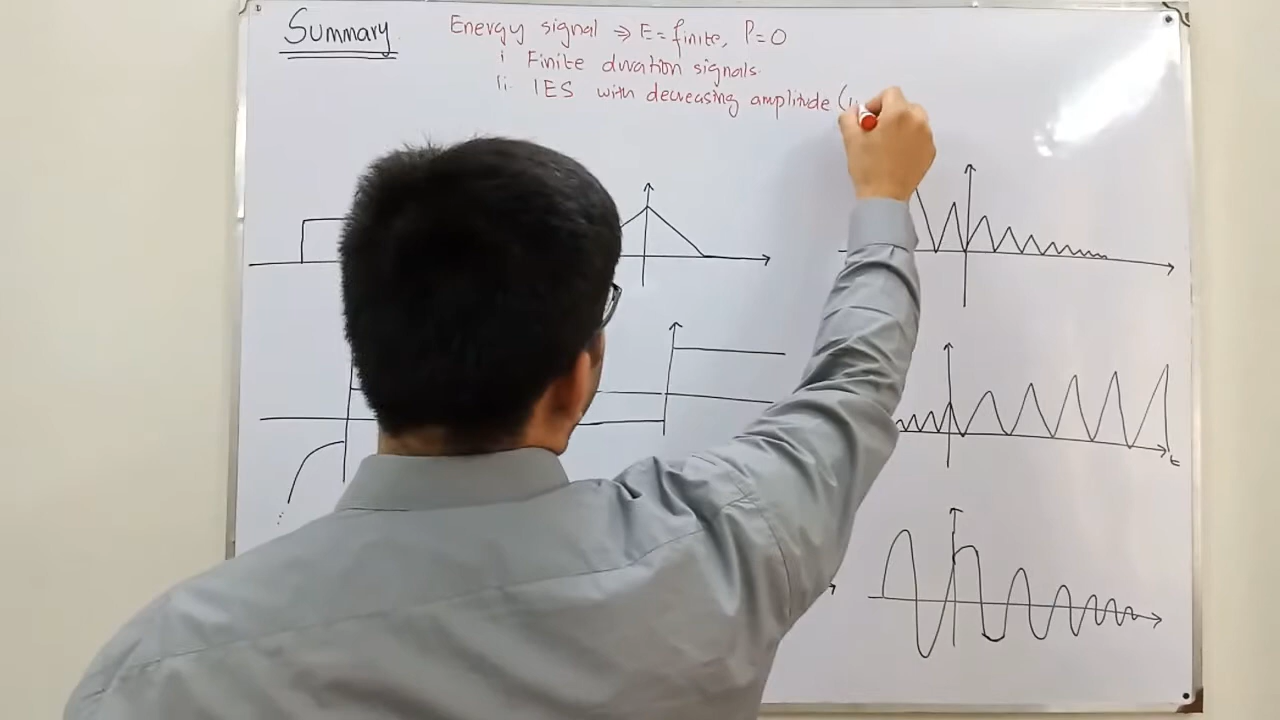 Summary
Energy signal ⇒ E = finite, P = 0
i Finite duration signals.
ii. IES with decreasing amplitude (
t